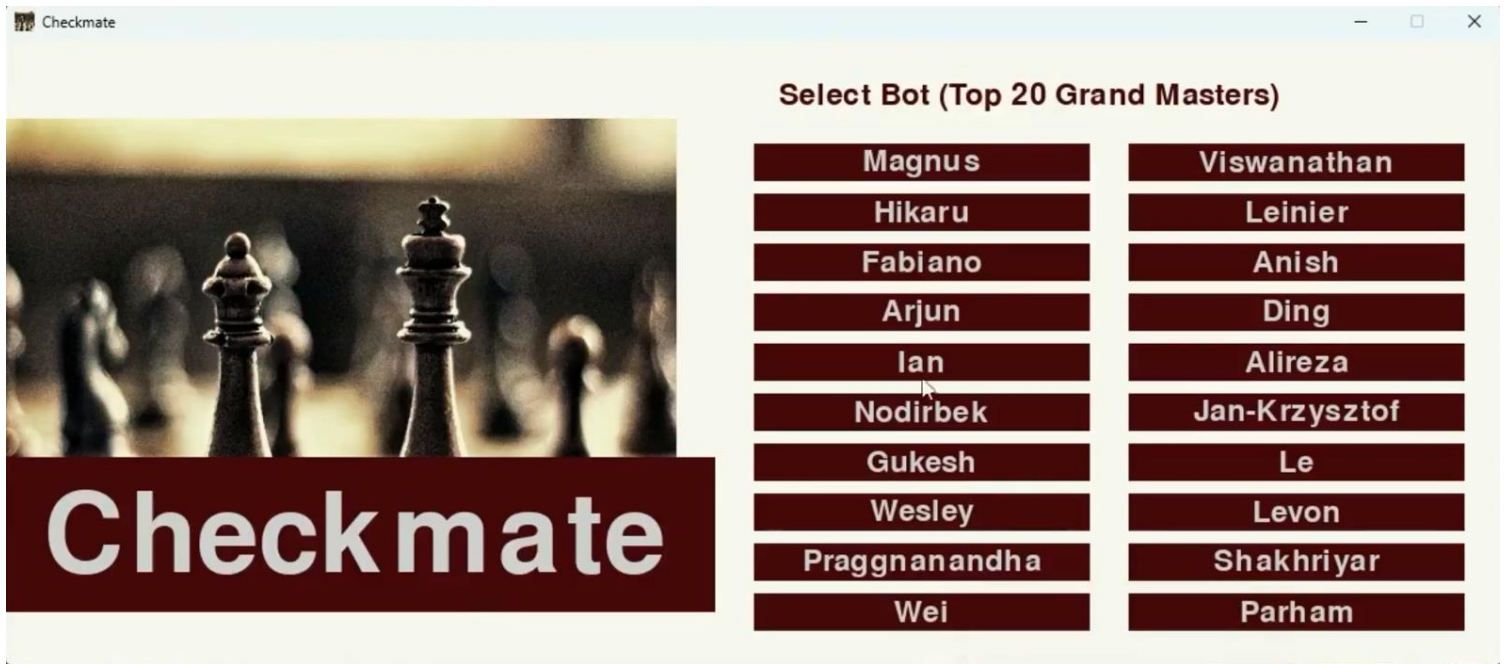 Checkmate
Select Bot (Top 20 Grand Masters)
Magnus
Hikaru
Fabiano
Arjun
Ian
Nodirbek
Gukesh
Wesley
Praggnanandha
Wei
Viswanathan
Leinier
Anish
Ding
Alireza
Jan-Krzysztof
Le
Levon
Shakhriyar
Parham
Checkmate